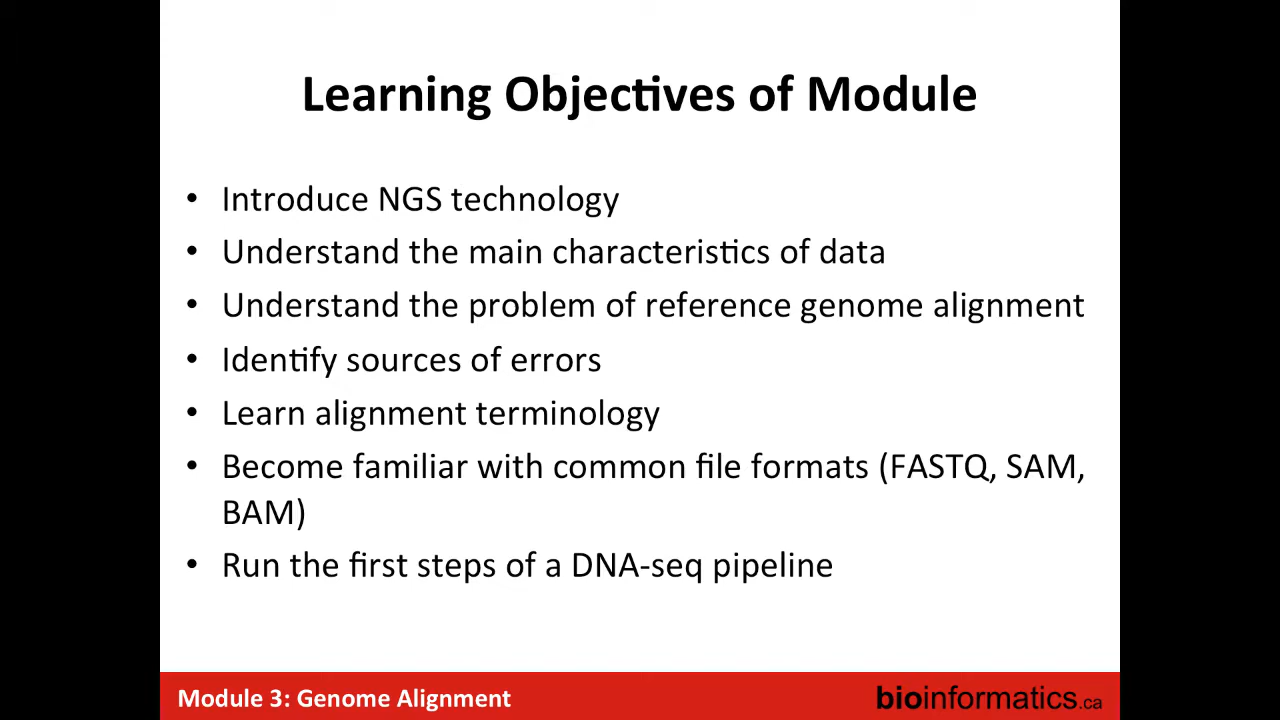 Learning Objectives of Module
• Introduce NGS technology
• Understand the main characteristics of data
• Understand the problem of reference genome alignment
• Identify sources of errors
• Learn alignment terminology
• Become familiar with common file formats (FASTQ, SAM,
BAM)
• Run the first steps of a DNA-seq pipeline
Module 3: Genome Alignment
bioinformatics.ca